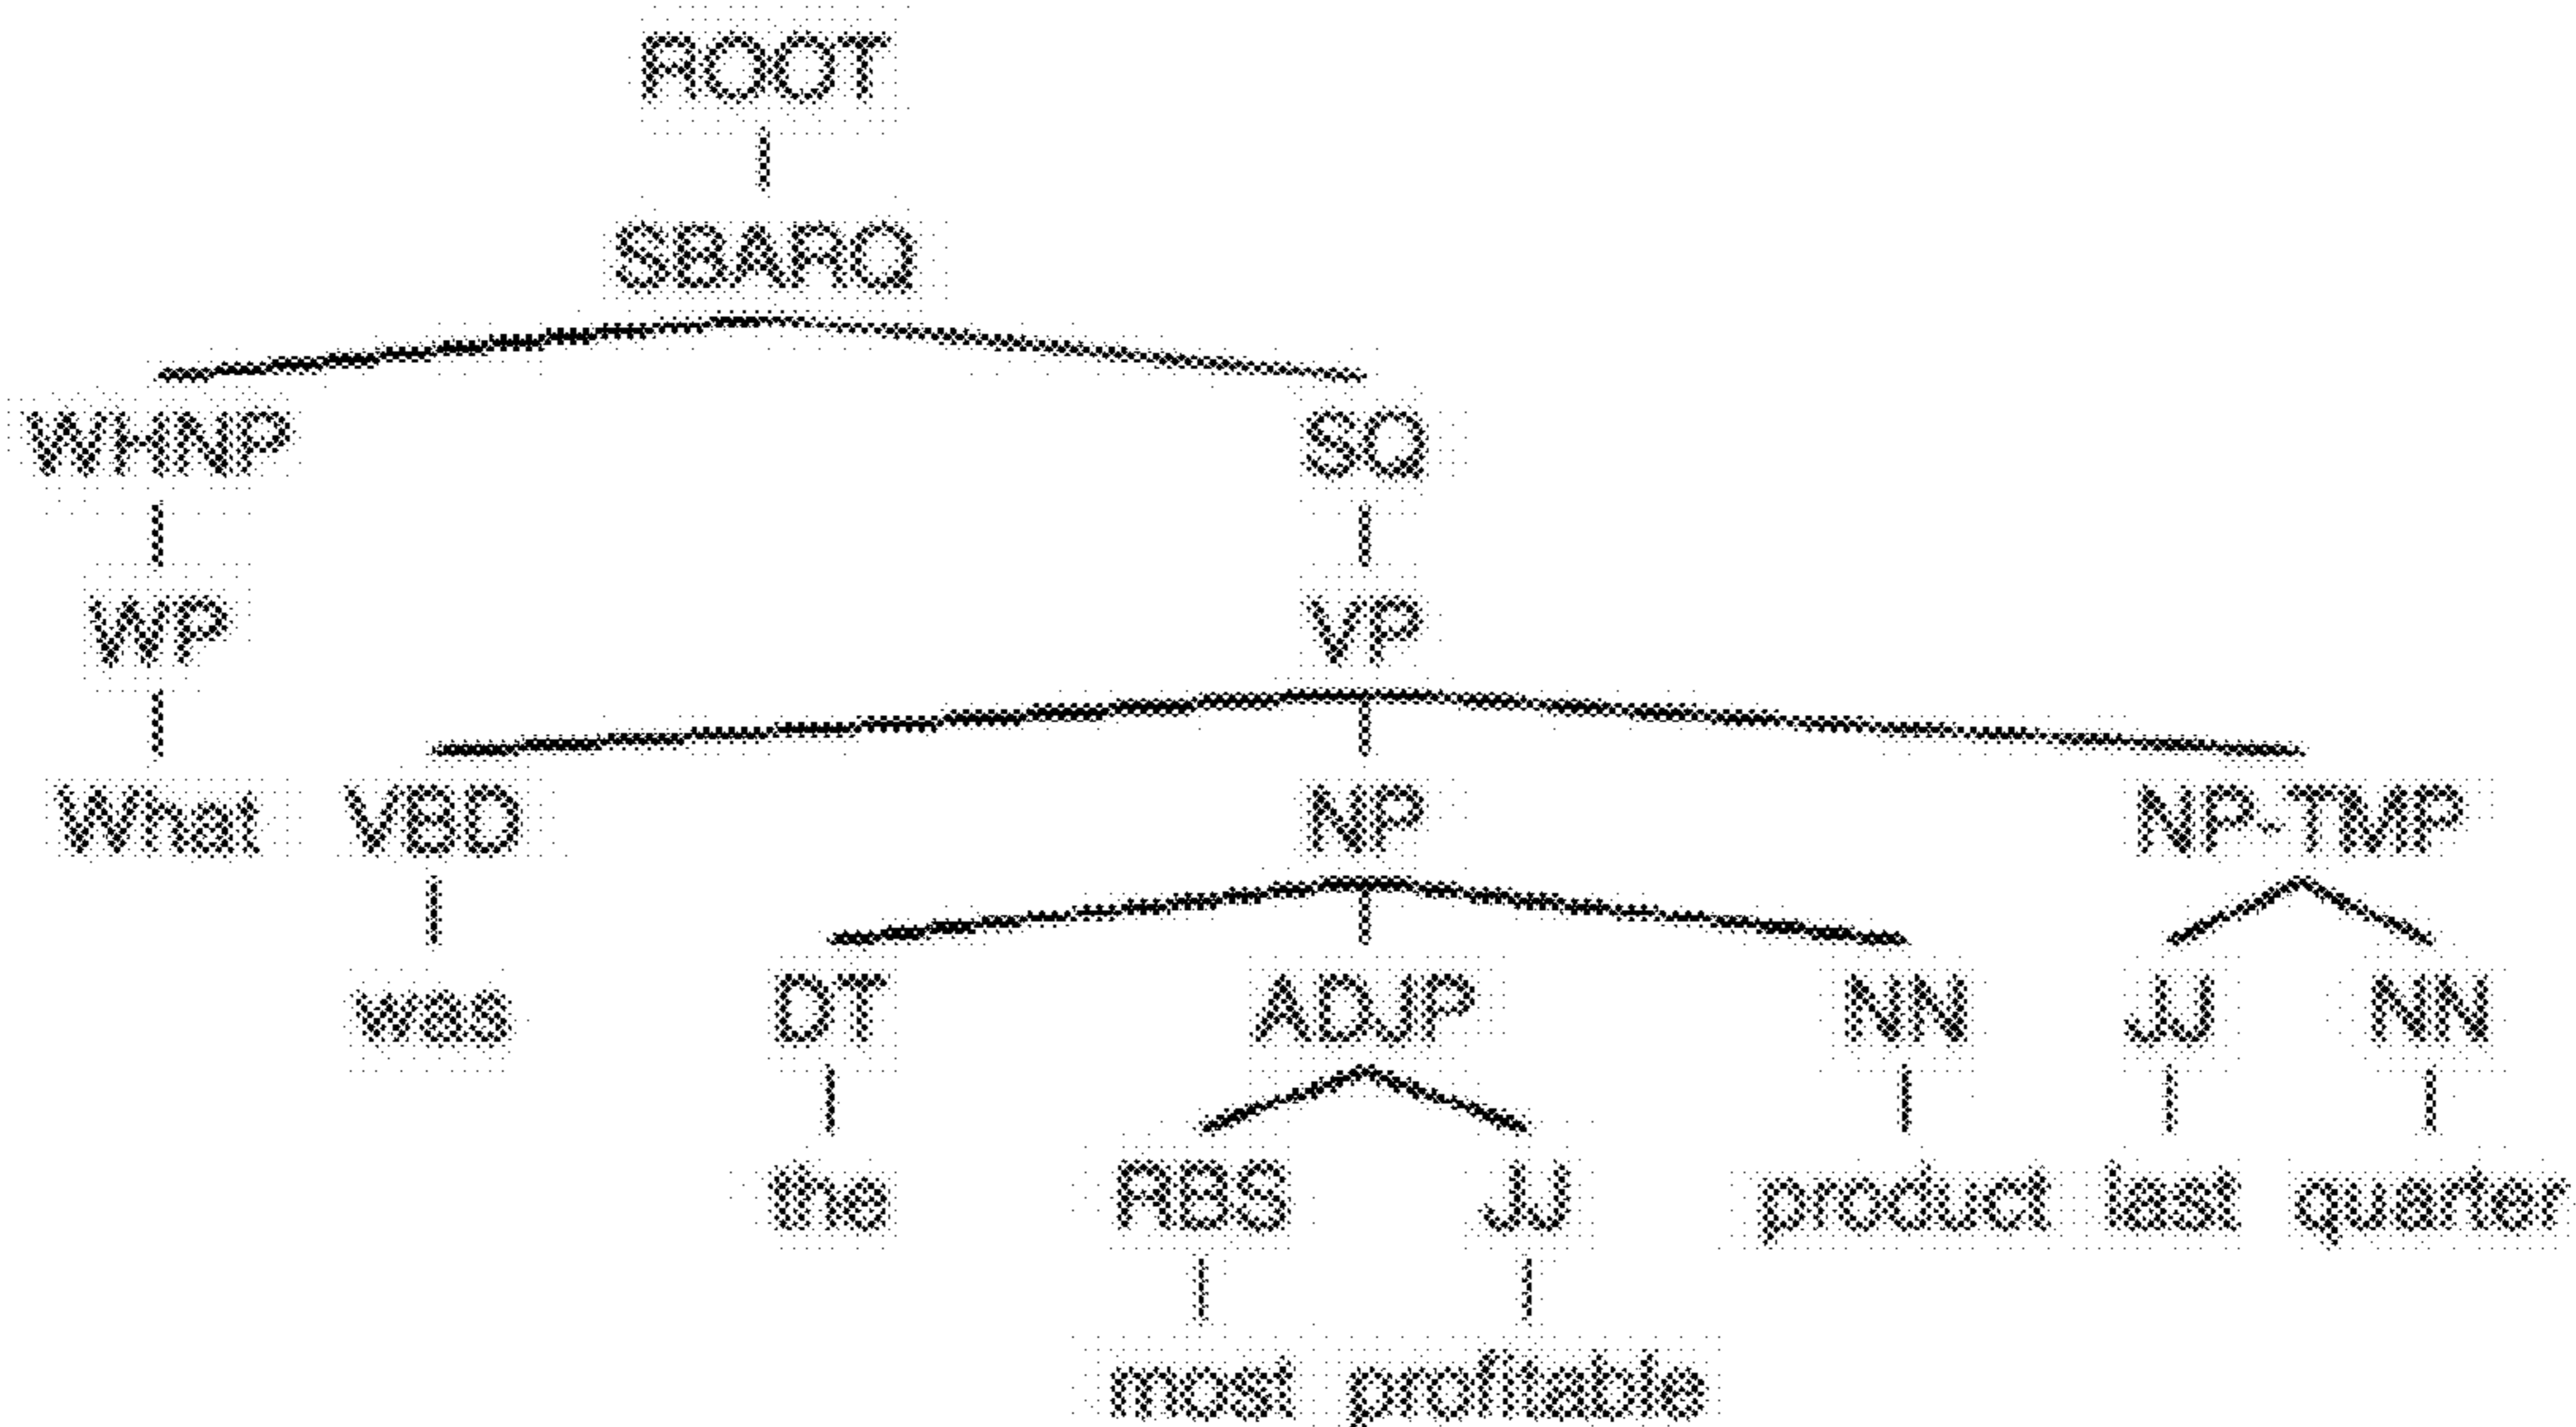 ROOT
SBARQ
WHNP SQ
WP VP
What VBD NP NP-TMP
was DT ADJP NN JJ NN
the RBS JJ product last quarter
most profitable